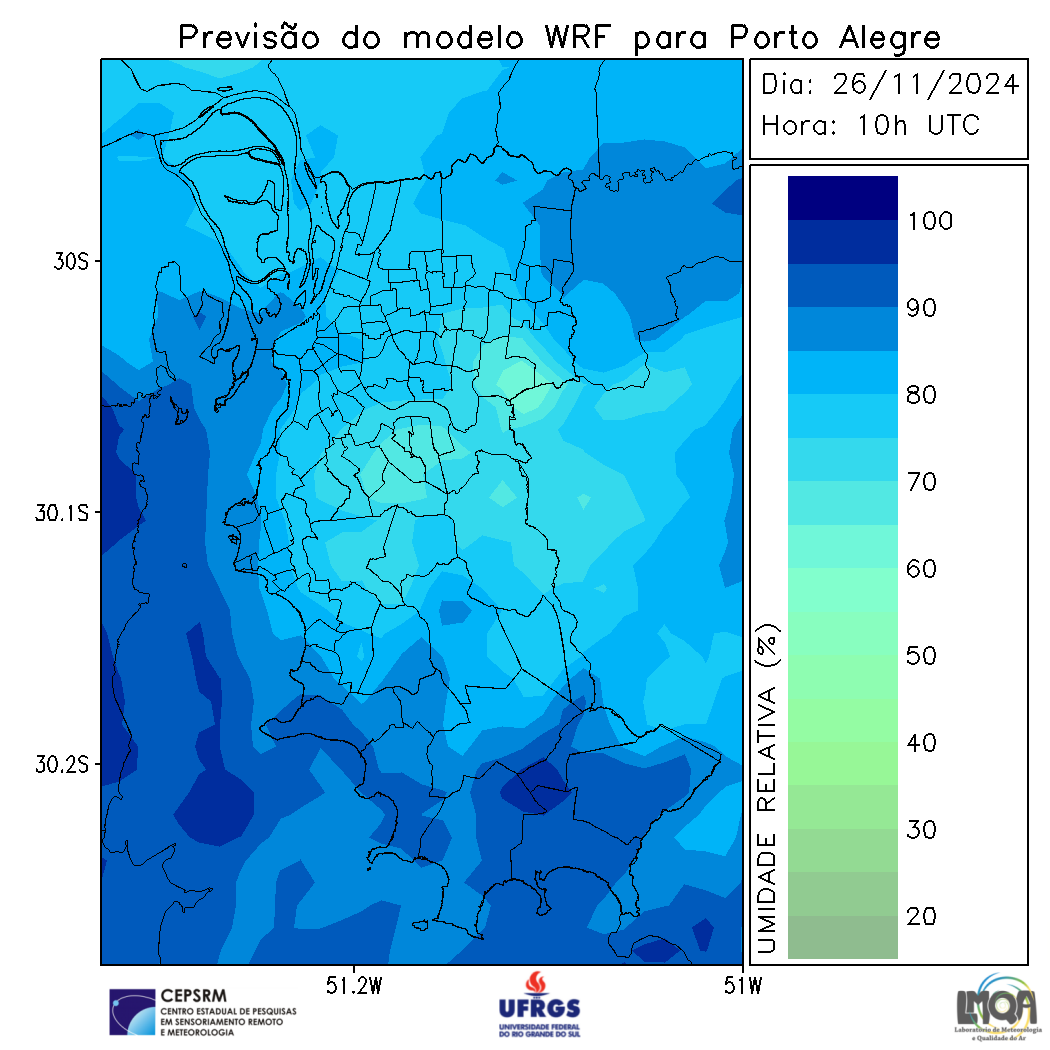 Previsão do modelo WRF para Porto Alegre
Dia: 26/11/2024
Hora: 10h UTC
30S
30.1S
30.2S
51.2W
51W
100
90
80
70
60
50
40
30
20
UMIDADE RELATIVA (%)
CEPSRM
CENTRO ESTADUAL DE PESQUISAS
EM SENSORIAMENTO REMOTO
E METEOROLOGIA
UFRGS
UNIVERSIDADE FEDERAL
DO RIO GRANDE DO SUL
LMQA
Laboratório de Meteorologia
e Qualidade do Ar